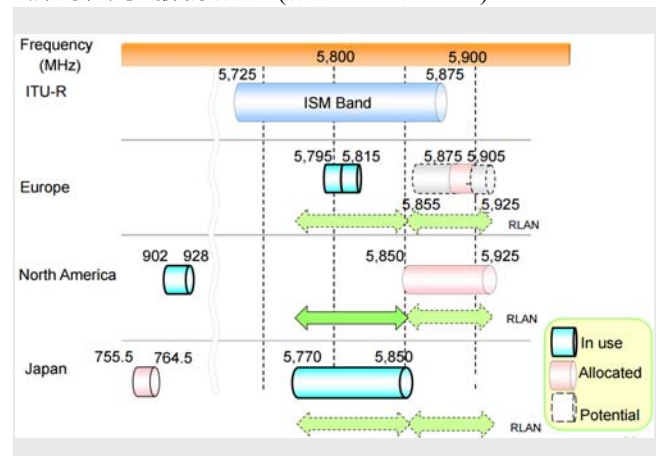 Frequency
(MHz)
5,800
5,900
5,725
5,875
ITU-R
ISM Band
5,795 5,815
5,875 5,905
Europe
5,855
5,925
RLAN
902 928
5,850
5,925
North America
RLAN
755.5
764.5
5,770
5,850
Japan
RLAN
In use
Allocated
Potential